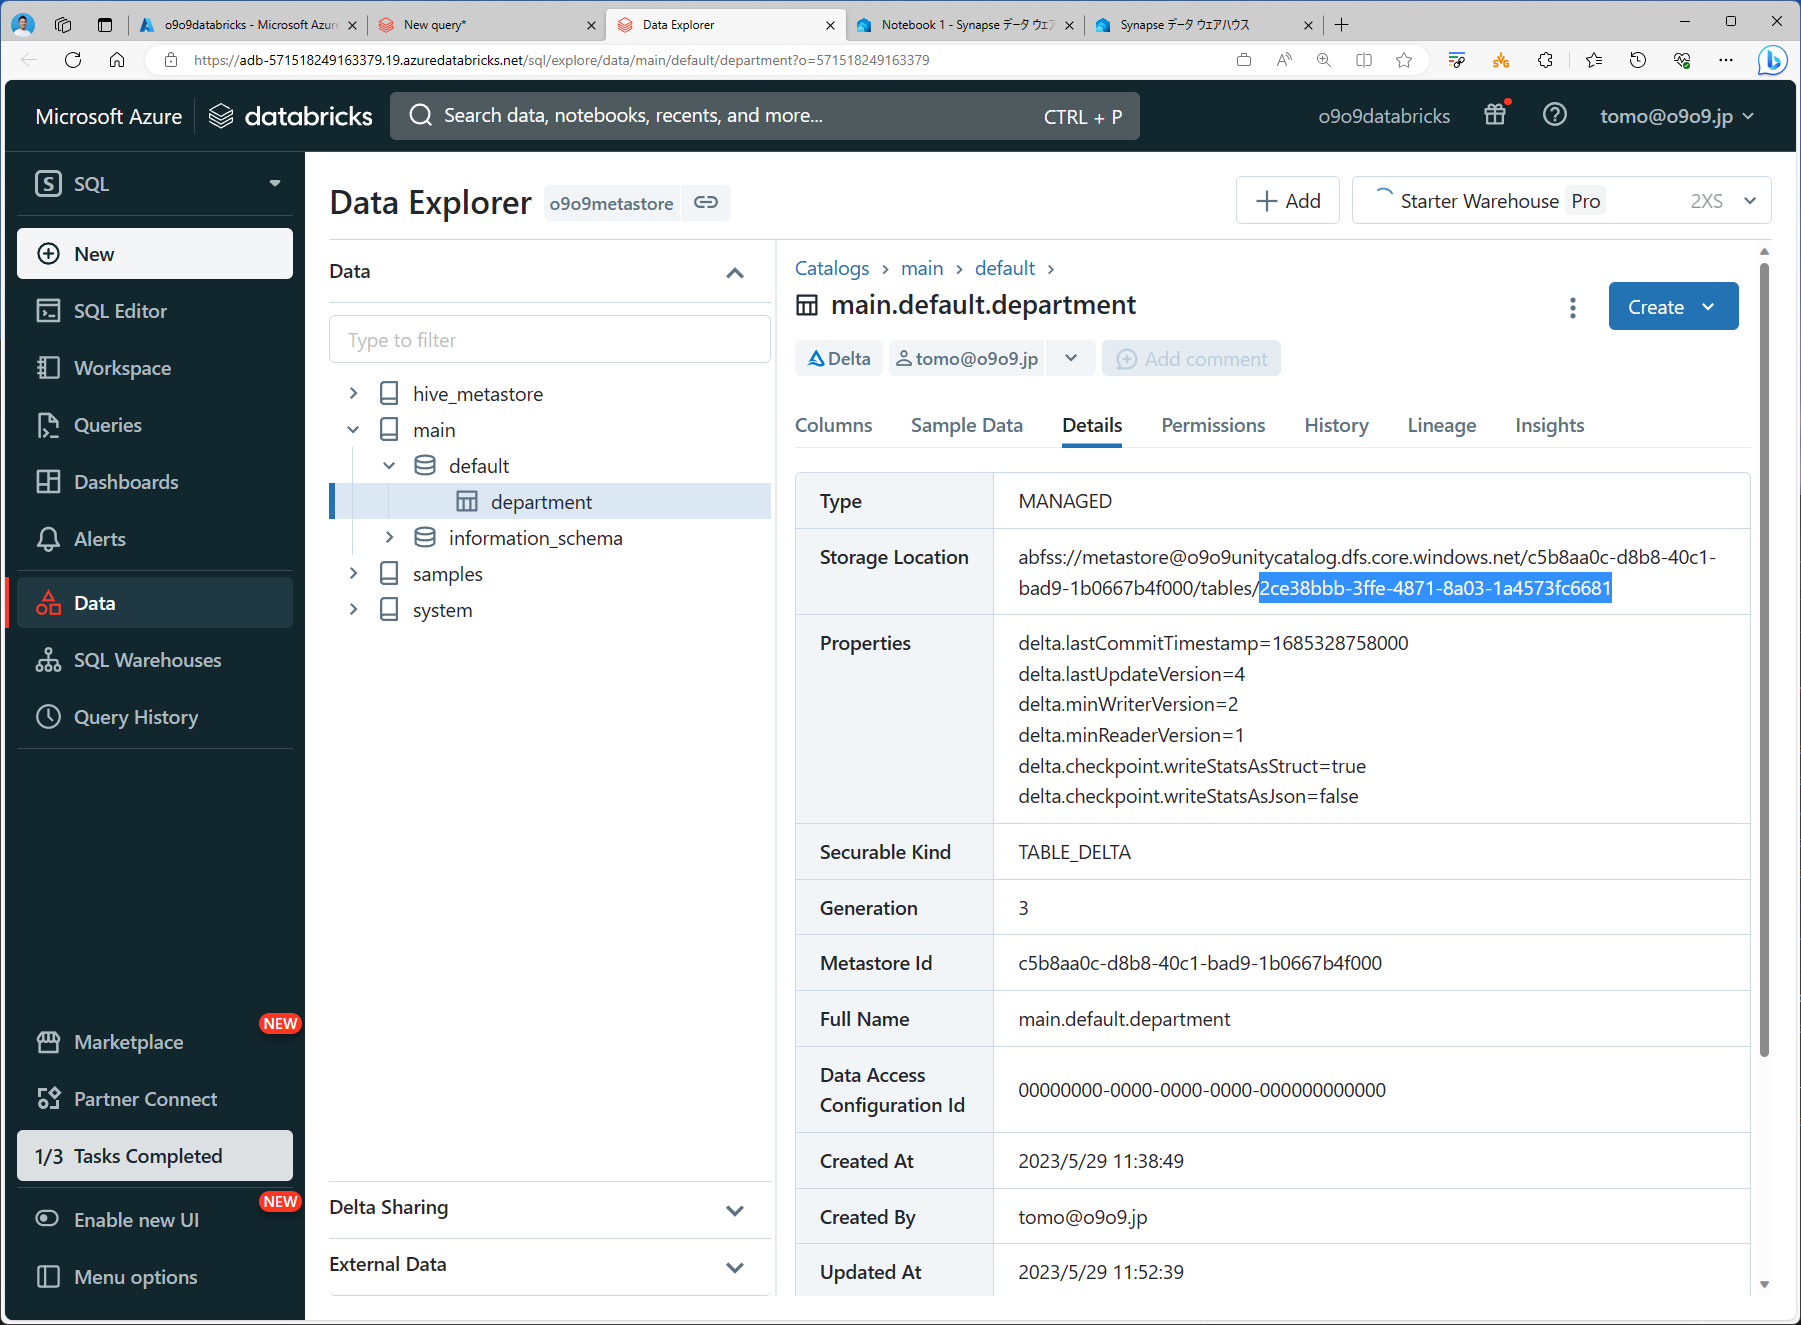 o9o9databricks - Microsoft Azure
New query*
Data Explorer
Notebook 1 - Synapse データ ウェア
Synapse データ ウェアハウス
https://adb-571518249163379.19.azuredatabricks.net/sql/explore/data/main/default/department?o=571518249163379
Microsoft Azure
databricks
Search data, notebooks, recents, and more...
CTRL + P
o9o9databricks
tomo@o9o9.jp
SQL
New
SQL Editor
Workspace
Queries
Dashboards
Alerts
Data
SQL Warehouses
Query History
NEW
Marketplace
Partner Connect
1/3 Tasks Completed
NEW
Enable new UI
Menu options
Data Explorer
o9o9metastore
Add
Starter Warehouse Pro 2XS
Data
Type to filter
hive_metastore
main
default
department
information_schema
samples
system
Delta Sharing
External Data
Catalogs > main > default >
main.default.department
Create
Delta
tomo@o9o9.jp
Add comment
Columns
Sample Data
Details
Permissions
History
Lineage
Insights
Type
MANAGED
Storage Location
abfss://metastore@o9o9unitycatalog.dfs.core.windows.net/c5b8aa0c-d8b8-40c1-
bad9-1b0667b4f000/tables/2ce38bbb-3ffe-4871-8a03-1a4573fc6681
Properties
delta.lastCommitTimestamp=1685328758000
delta.lastUpdateVersion=4
delta.minWriterVersion=2
delta.minReaderVersion=1
delta.checkpoint.writeStatsAsStruct=true
delta.checkpoint.writeStatsAsJson=false
Securable Kind
TABLE_DELTA
Generation
3
Metastore Id
c5b8aa0c-d8b8-40c1-bad9-1b0667b4f000
Full Name
main.default.department
Data Access
Configuration Id
00000000-0000-0000-0000-000000000000
Created At
2023/5/29 11:38:49
Created By
tomo@o9o9.jp
Updated At
2023/5/29 11:52:39